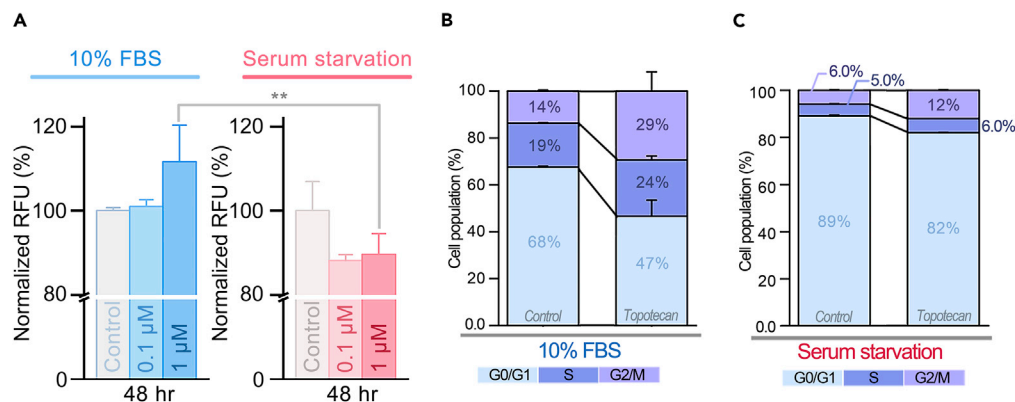 A
10% FBS
Serum starvation
**
Normalized RFU (%)
120
100
80
0
Control
0.1 µM
1 µM
48 hr
Normalized RFU (%)
120
100
80
0
Control
0.1 µM
1 µM
48 hr
B
Cell population (%)
100
80
60
40
20
0.0
14%
19%
68%
Control
29%
24%
47%
Topotecan
10% FBS
G0/G1 S G2/M
C
Cell population (%)
100
80
60
40
20
0.0
6.0%
5.0%
89%
Control
12%
6.0%
82%
Topotecan
Serum starvation
G0/G1 S G2/M